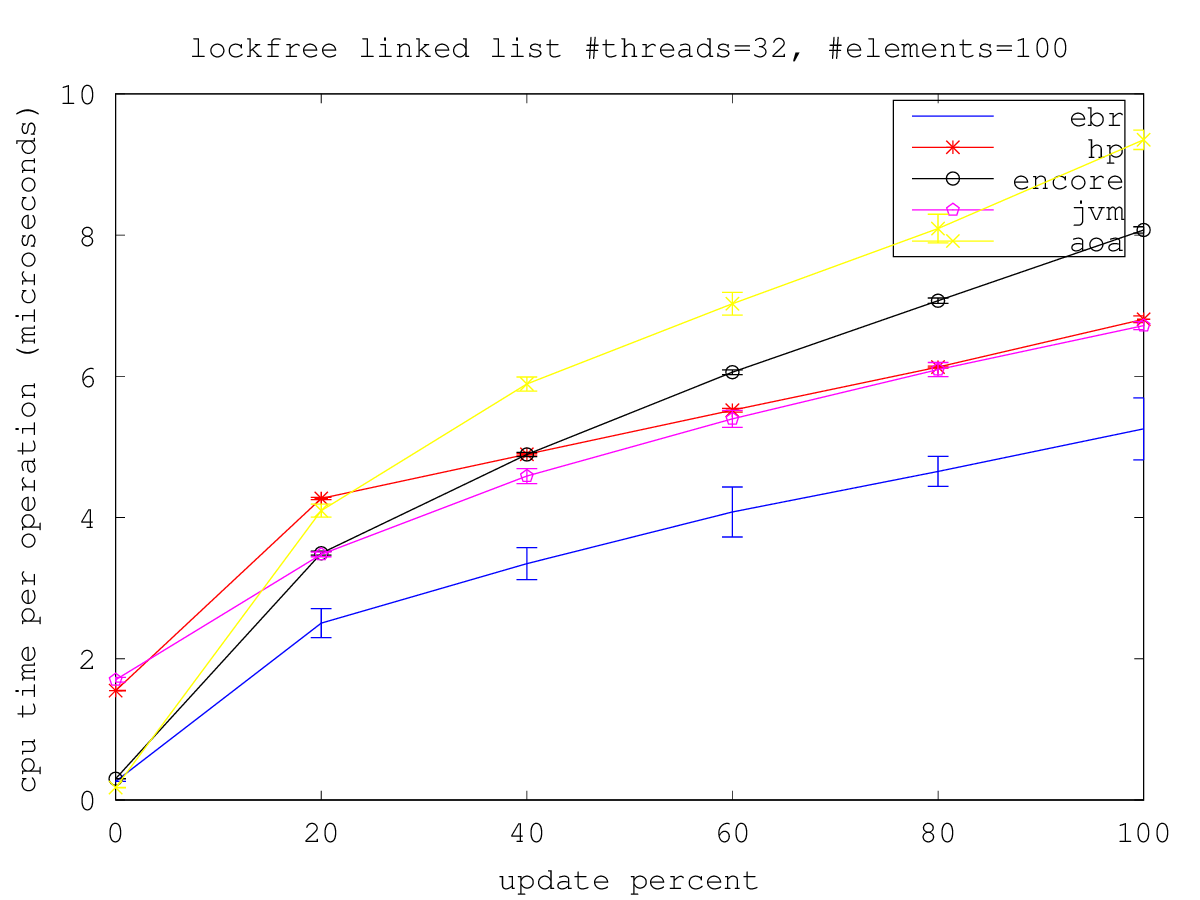 lockfree linked list #threads=32, #elements=100
cpu time per operation (microseconds)
10
8
6
4
2
0
ebr
hp
encore
jvm
aoa
0 20 40 60 80 100
update percent